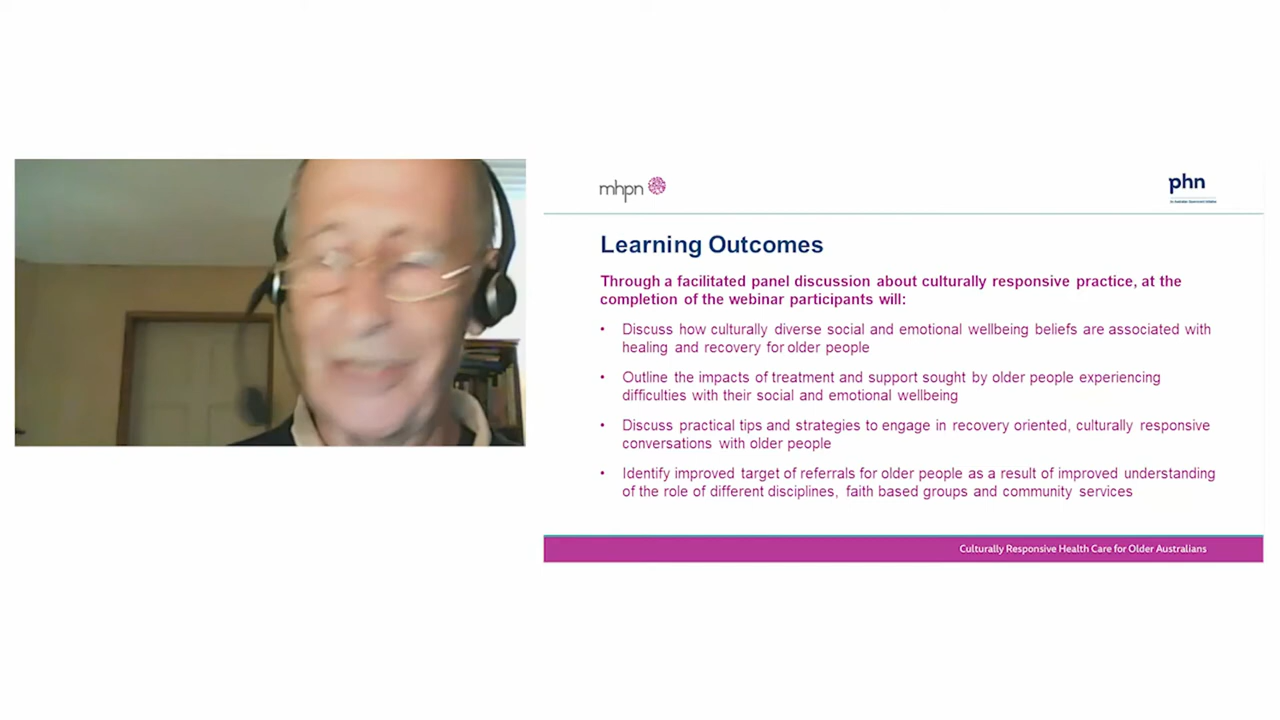 mhpn
phn
An Australian Government Initiative
Learning Outcomes
Through a facilitated panel discussion about culturally responsive practice, at the
completion of the webinar participants will:
• Discuss how culturally diverse social and emotional wellbeing beliefs are associated with
healing and recovery for older people
• Outline the impacts of treatment and support sought by older people experiencing
difficulties with their social and emotional wellbeing
• Discuss practical tips and strategies to engage in recovery oriented, culturally responsive
conversations with older people
• Identify improved target of referrals for older people as a result of improved understanding
of the role of different disciplines, faith based groups and community services
Culturally Responsive Health Care for Older Australians